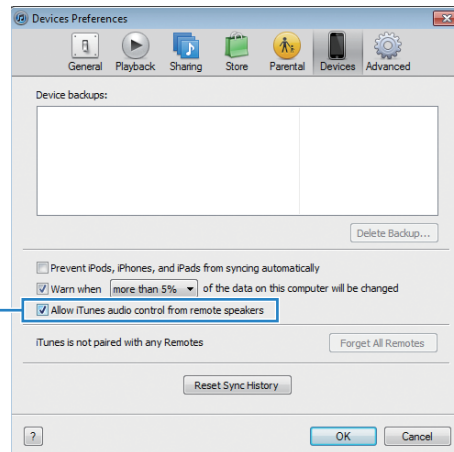 Devices Preferences
General Playback Sharing Store Parental Devices Advanced
Device backups:
Delete Backup...
Prevent iPods, iPhones, and iPads from syncing automatically
Warn when more than 5% of the data on this computer will be changed
Allow iTunes audio control from remote speakers
iTunes is not paired with any Remotes Forget All Remotes
Reset Sync History
? OK Cancel